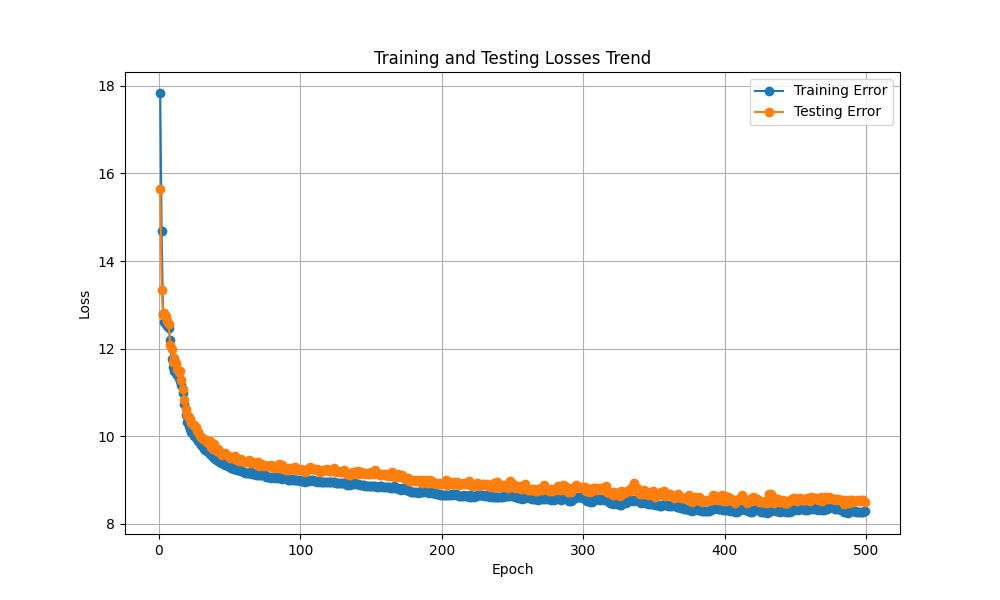 Training and Testing Losses Trend
Training Error
Testing Error
18
16
14
12
10
8
Loss
0
100
200
300
400
500
Epoch